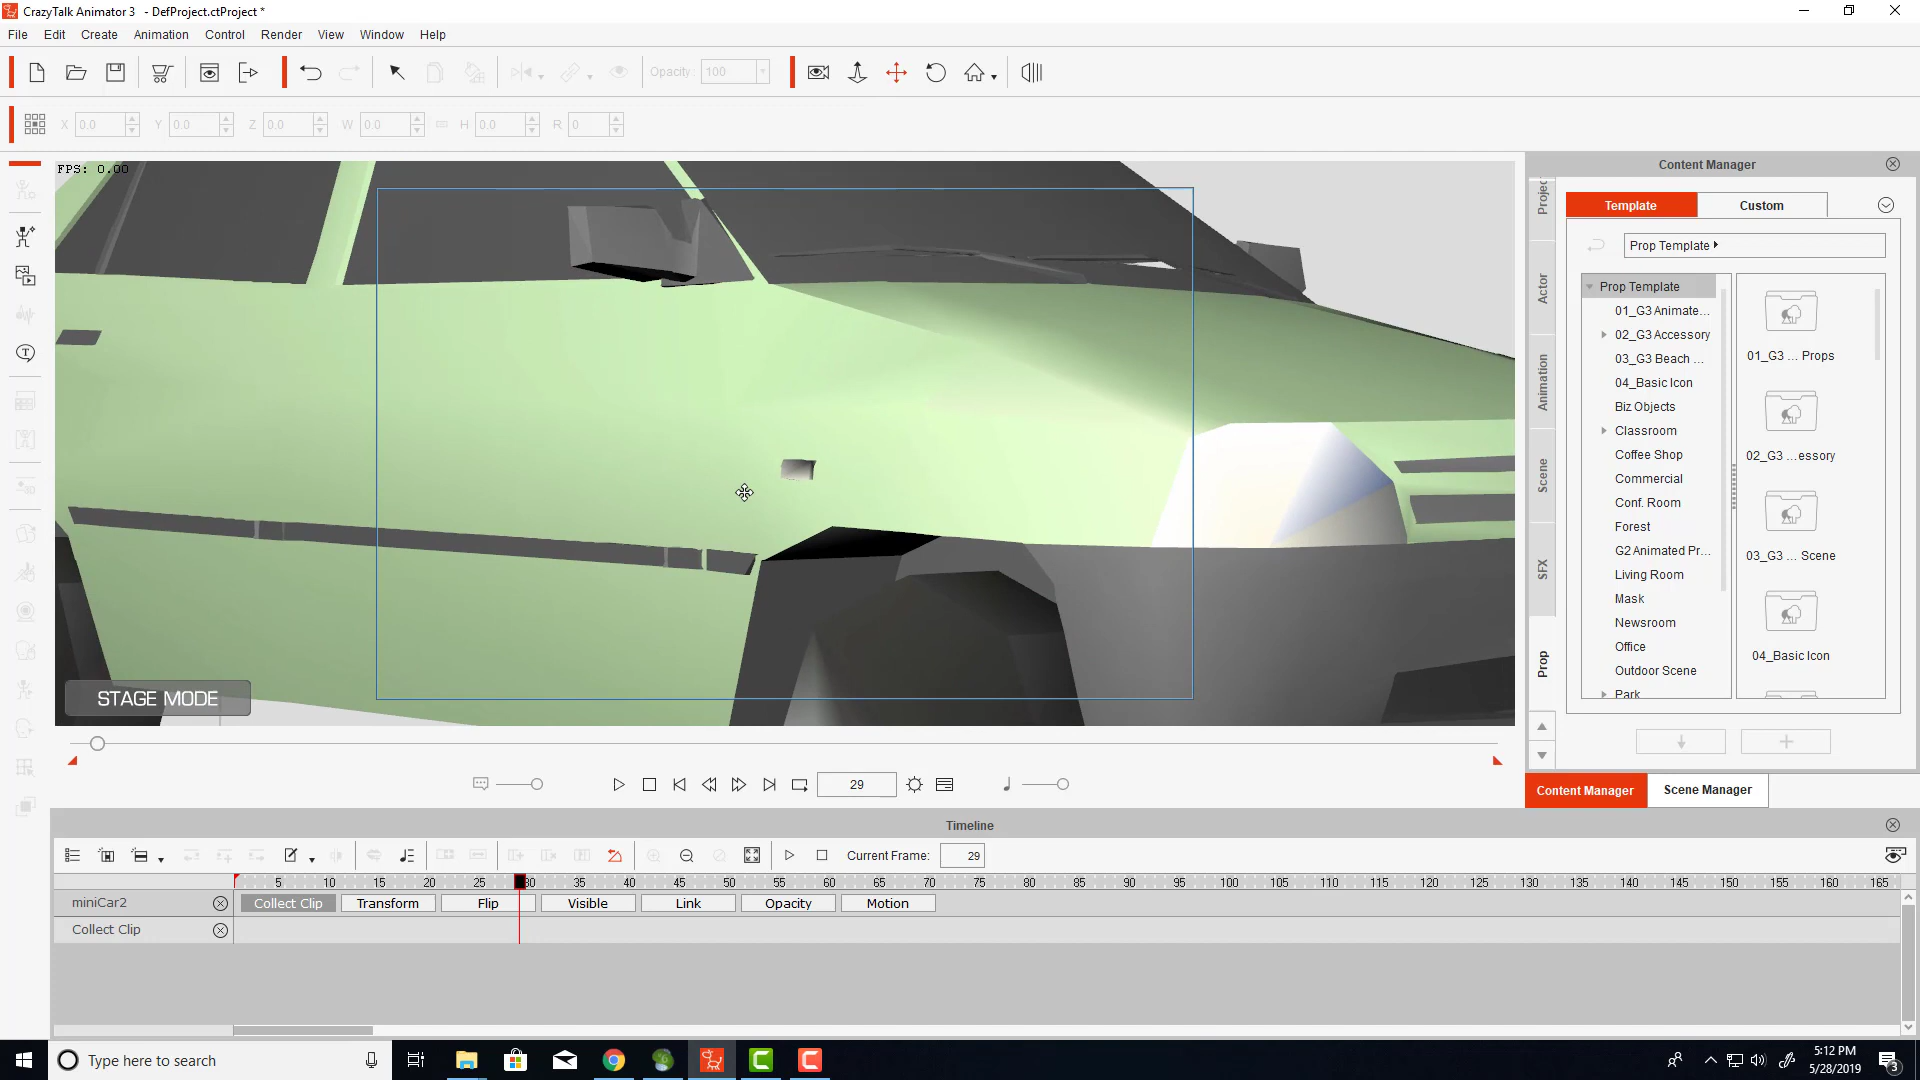 CrazyTalk Animator 3 - DefProject.ctProject *
File Edit Create Animation Control Render View Window Help
Opacity: 100
X 0.0 Y 0.0 Z 0.0 W 0.0 H 0.0 R 0
FPS: 0.00
STAGE MODE
Content Manager
Template Custom
Prop Template
Project
Actor
Animation
Scene
SFX
Prop
Prop Template
01_G3 Animate...
02_G3 Accessory
03_G3 Beach ...
04_Basic Icon
Biz Objects
Classroom
Coffee Shop
Commercial
Conf. Room
Forest
G2 Animated Pr...
Living Room
Mask
Newsroom
Office
Outdoor Scene
Park
01_G3 ... Props
02_G3 ...essory
03_G3 ... Scene
04_Basic Icon
Content Manager Scene Manager
29
Timeline
Current Frame: 29
5 10 15 20 25 30 35 40 45 50 55 60 65 70 75 80 85 90 95 100 105 110 115 120 125 130 135 140 145 150 155 160 165
miniCar2 Collect Clip Transform Flip Visible Link Opacity Motion
Collect Clip
Type here to search
5:12 PM
5/28/2019
3